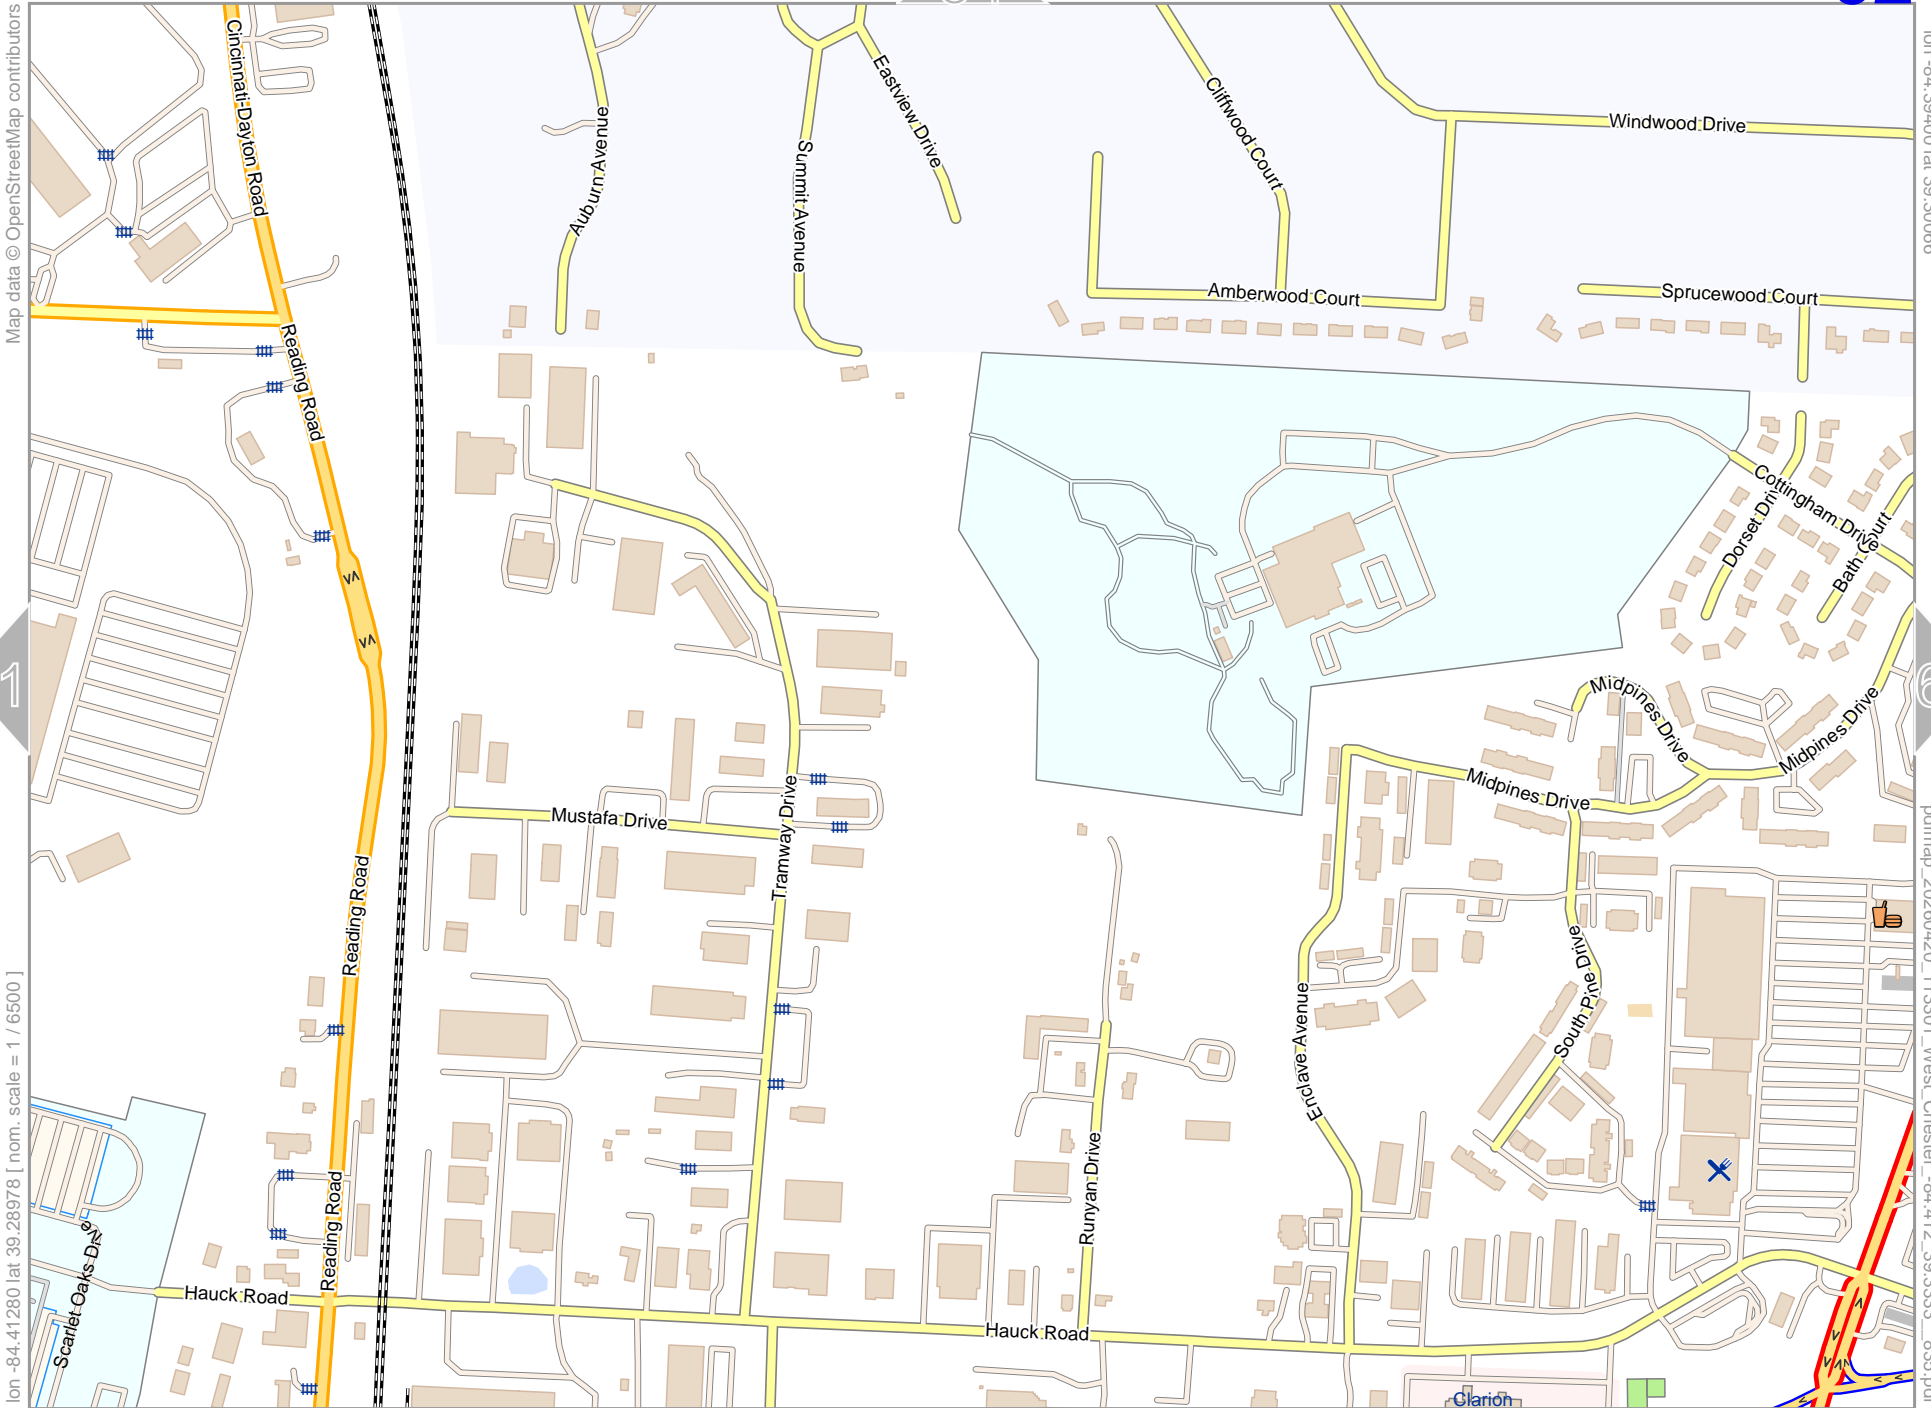 Map data © OpenStreetMap contributors
Cincinnati-Dayton Road
Auburn Avenue
Summit Avenue
Eastview Drive
Cliffwood Court
Windwood Drive
Amberwood Court
Sprucewood Court
Reading Road
Cottingham Drive
Dorset Driv
Bath Court
Midpines Drive
Midpines Drive
Midpines Drive
1
6
Mustafa Drive
Tramway Drive
Reading Road
South Pine Drive
Enclave Avenue
Runyan Drive
Reading Road
Scarlet Oaks Drive
Hauck Road
Hauck Road
Clarion
lon -84.41280 lat 39.28978 [ nom. scale = 1 / 6500 ]